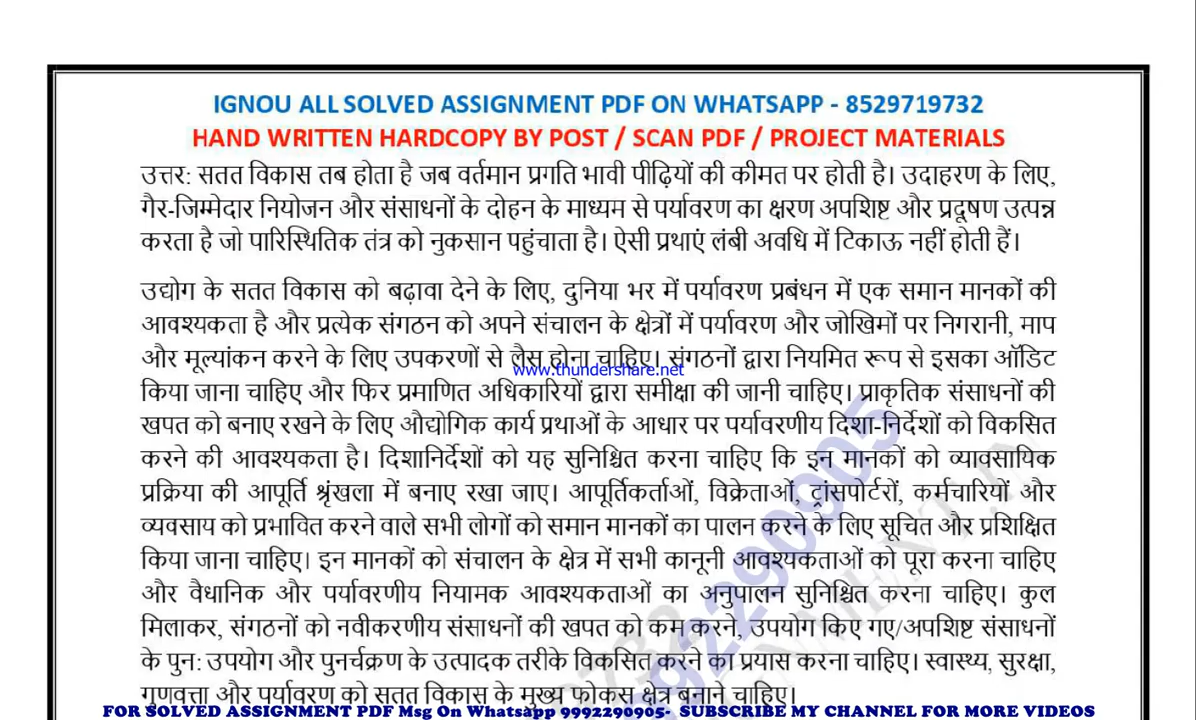 IGNOU ALL SOLVED ASSIGNMENT PDF ON WHATSAPP - 8529719732
HAND WRITTEN HARDCOPY BY POST / SCAN PDF / PROJECT MATERIALS
उत्तर: सतत विकास तब होता है जब वर्तमान प्रगति भावी पीढ़ियों की कीमत पर होती है। उदाहरण के लिए,
गैर-जिम्मेदार नियोजन और संसाधनों के दोहन के माध्यम से पर्यावरण का क्षरण अपशिष्ट और प्रदूषण उत्पन्न
करता है जो पारिस्थितिक तंत्र को नुकसान पहुंचाता है। ऐसी प्रथाएं लंबी अवधि में टिकाऊ नहीं होती हैं।
उद्योग के सतत विकास को बढ़ावा देने के लिए, दुनिया भर में पर्यावरण प्रबंधन में एक समान मानकों की
आवश्यकता है और प्रत्येक संगठन को अपने संचालन के क्षेत्रों में पर्यावरण और जोखिमों पर निगरानी, माप
और मूल्यांकन करने के लिए उपकरणों से लैस होना चाहिए। संगठनों द्वारा नियमित रूप से इसका ऑडिट
www.thundershare.net
किया जाना चाहिए और फिर प्रमाणित अधिकारियों द्वारा समीक्षा की जानी चाहिए। प्राकृतिक संसाधनों की
खपत को बनाए रखने के लिए औद्योगिक कार्य प्रथाओं के आधार पर पर्यावरणीय दिशा-निर्देशों को विकसित
करने की आवश्यकता है। दिशानिर्देशों को यह सुनिश्चित करना चाहिए कि इन मानकों को व्यावसायिक
प्रक्रिया की आपूर्ति श्रृंखला में बनाए रखा जाए। आपूर्तिकर्ताओं, विक्रेताओं, ट्रांसपोर्टरों, कर्मचारियों और
व्यवसाय को प्रभावित करने वाले सभी लोगों को समान मानकों का पालन करने के लिए सूचित और प्रशिक्षित
किया जाना चाहिए। इन मानकों को संचालन के क्षेत्र में सभी कानूनी आवश्यकताओं को पूरा करना चाहिए
और वैधानिक और पर्यावरणीय नियामक आवश्यकताओं का अनुपालन सुनिश्चित करना चाहिए। कुल
मिलाकर, संगठनों को नवीकरणीय संसाधनों की खपत को कम करने, उपयोग किए गए/अपशिष्ट संसाधनों
के पुन: उपयोग और पुनर्चक्रण के उत्पादक तरीके विकसित करने का प्रयास करना चाहिए। स्वास्थ्य, सुरक्षा,
गुणवत्ता और पर्यावरण को सतत विकास के मुख्य फोकस क्षेत्र बनाने चाहिए।
FOR SOLVED ASSIGNMENT PDF Msg On Whatsapp 9992290905- SUBSCRIBE MY CHANNEL FOR MORE VIDEOS